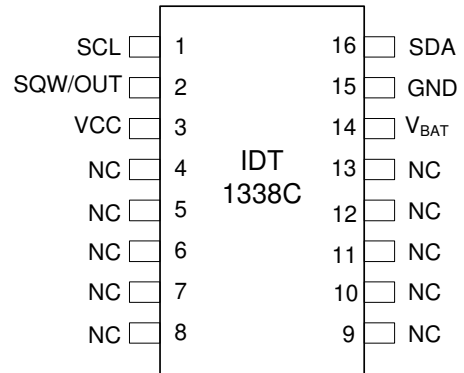 SCL 1 16 SDA
SQW/OUT 2 15 GND
VCC 3 14 VBAT
NC 4 IDT 13 NC
NC 5 1338C 12 NC
NC 6 11 NC
NC 7 10 NC
NC 8 9 NC